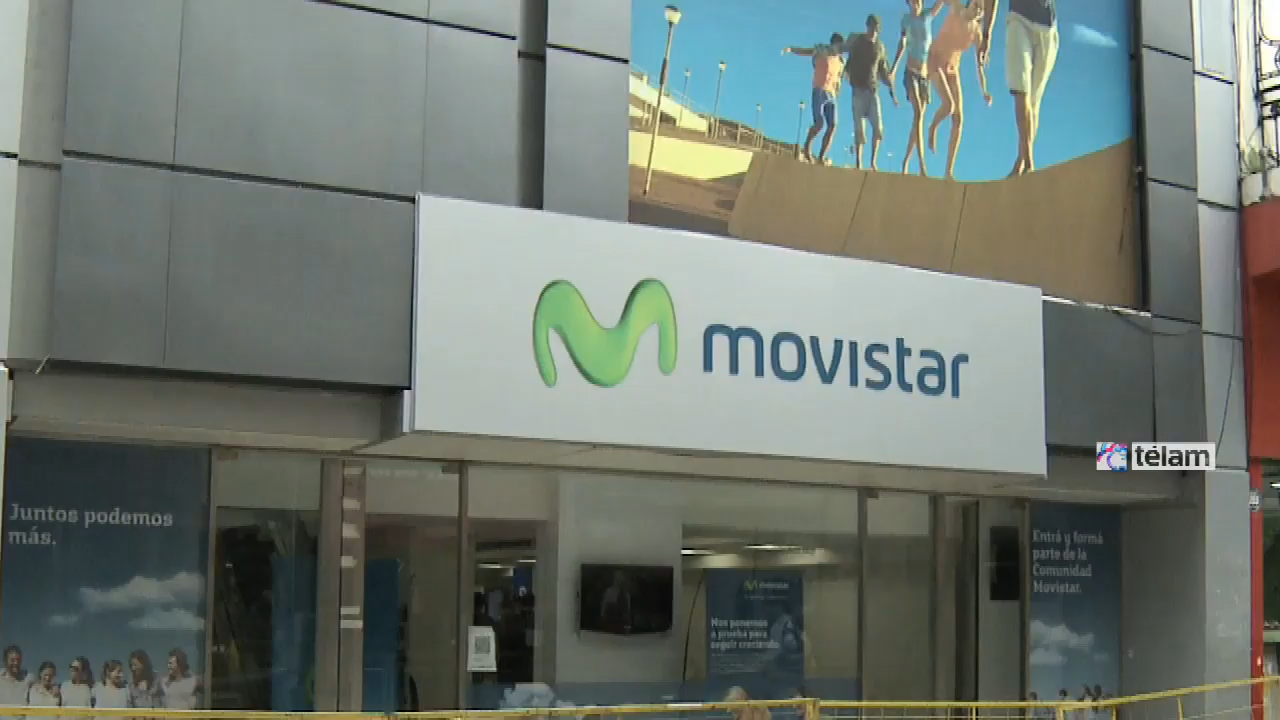 movistar
télam
Juntos podemos
más.
Entrá y formá
parte de la
Comunidad
Movistar.
movistar
Nos ponemos
a prueba para
seguir creciendo